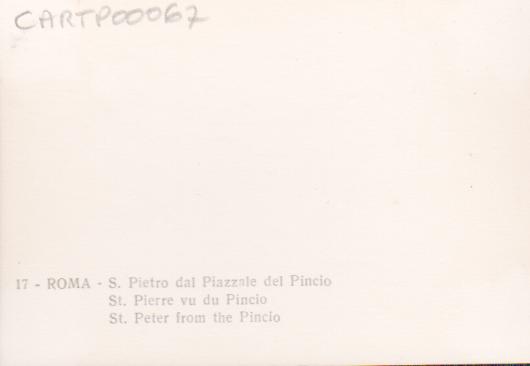 CARTP00067
17 - ROMA - S. Pietro dal Piazzale del Pincio
St. Pierre vu du Pincio
St. Peter from the Pincio